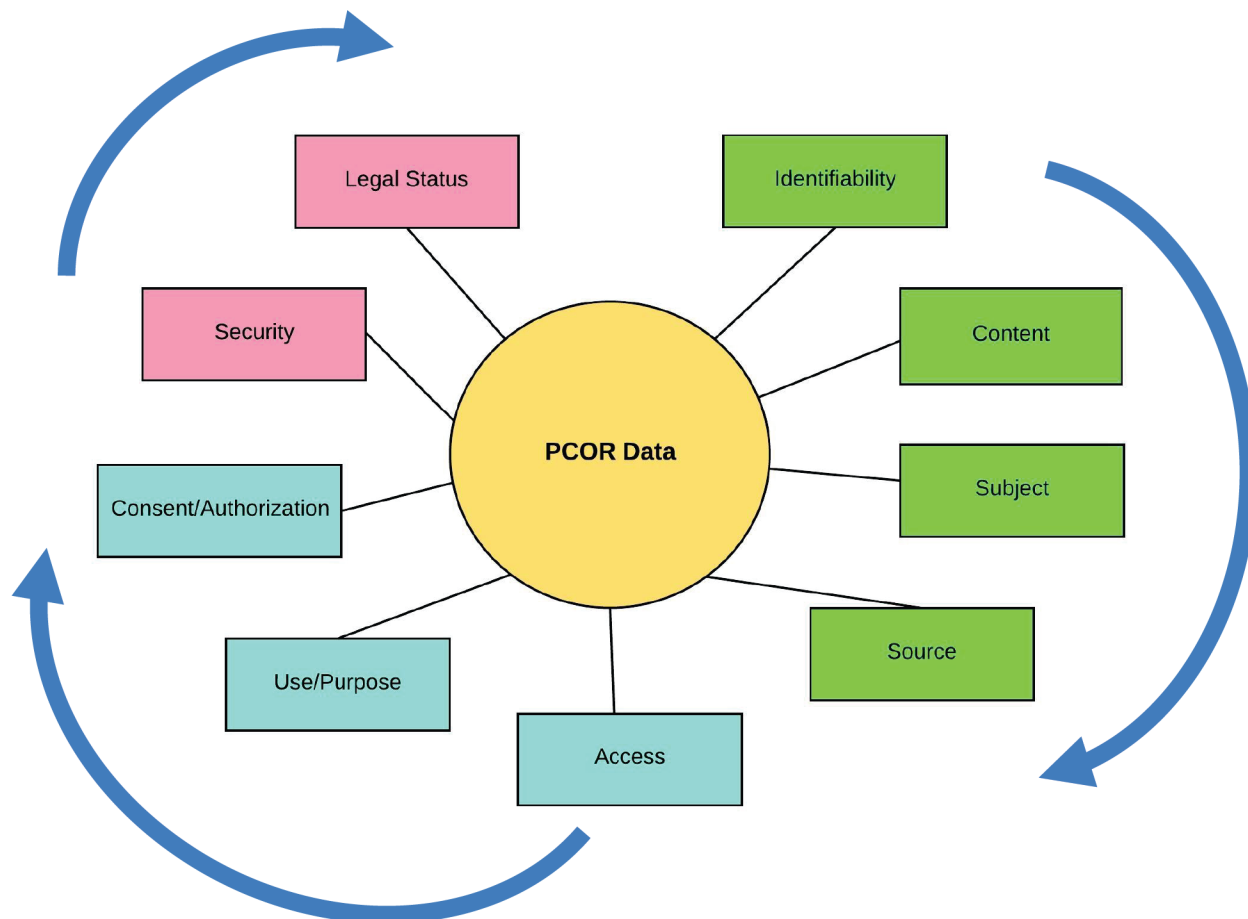 Legal Status
Identifiability
Security
Content
PCOR Data
Consent/Authorization
Subject
Use/Purpose
Source
Access